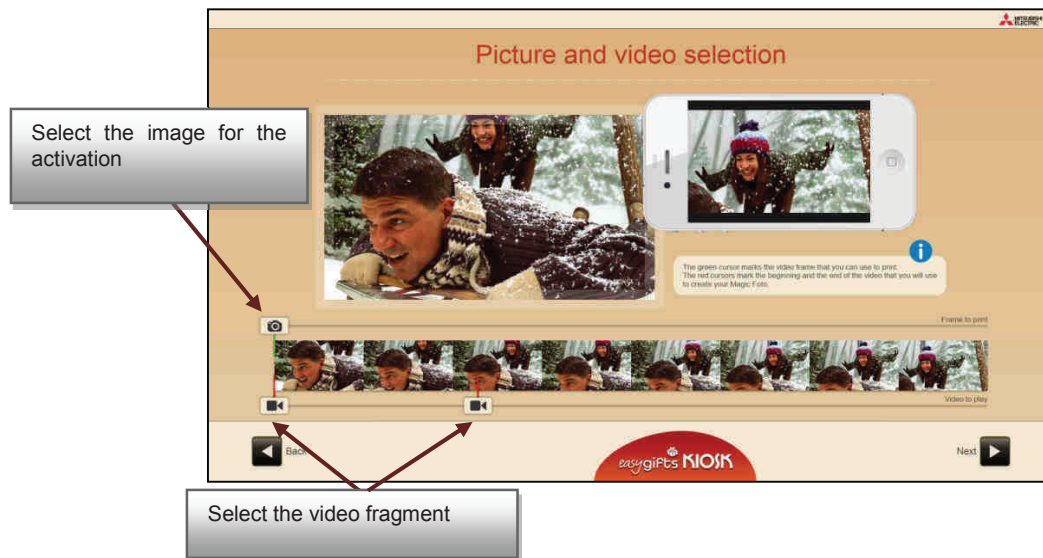 MITSUBISHI
ELECTRIC
Picture and video selection
Select the image for the
activation
The green cursor marks the video frame that you can use to print.
The red cursors mark the beginning and the end of the video that you will use
to create your Magic Foto.
Frame to print
Video to play
Back
easygifts KIOSK
Next
Select the video fragment